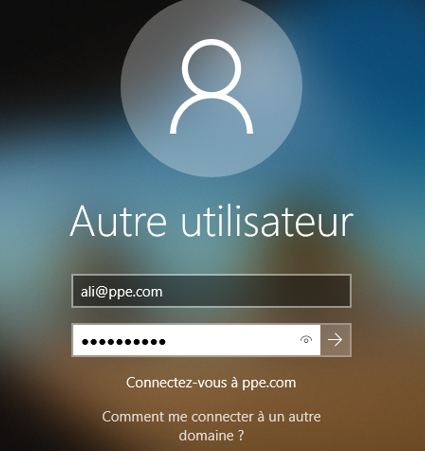 Autre utilisateur
ali@ppe.com
••••••••••
Connectez-vous à ppe.com
Comment me connecter à un autre
domaine ?